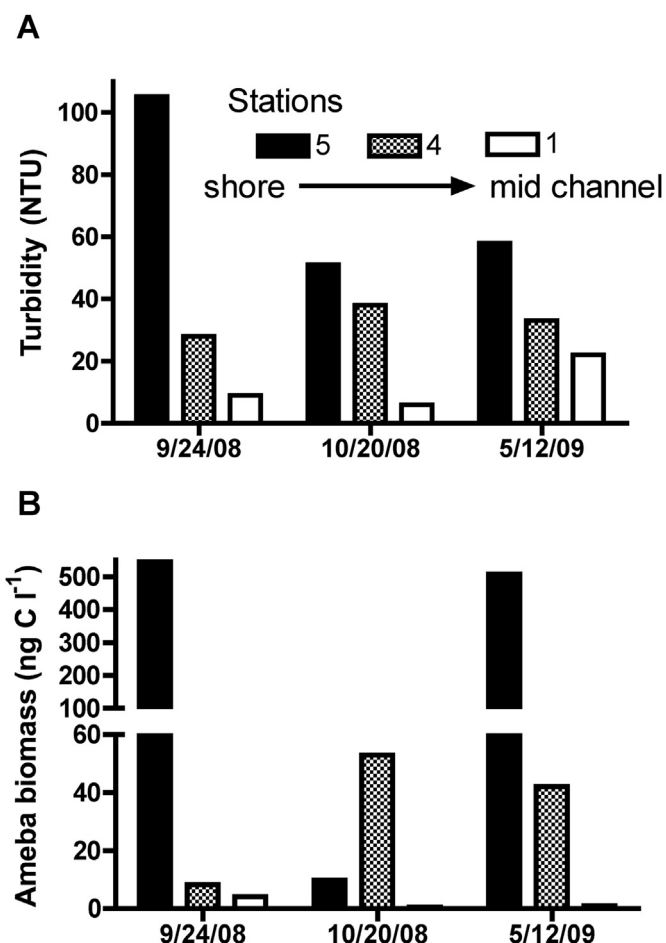 A
Turbidity (NTU)
100
80
60
40
20
0
Stations
5 4 1
shore mid channel
9/24/08 10/20/08 5/12/09
B
Ameba biomass (ng C l⁻¹)
500
400
300
200
100
60
40
20
0
9/24/08 10/20/08 5/12/09